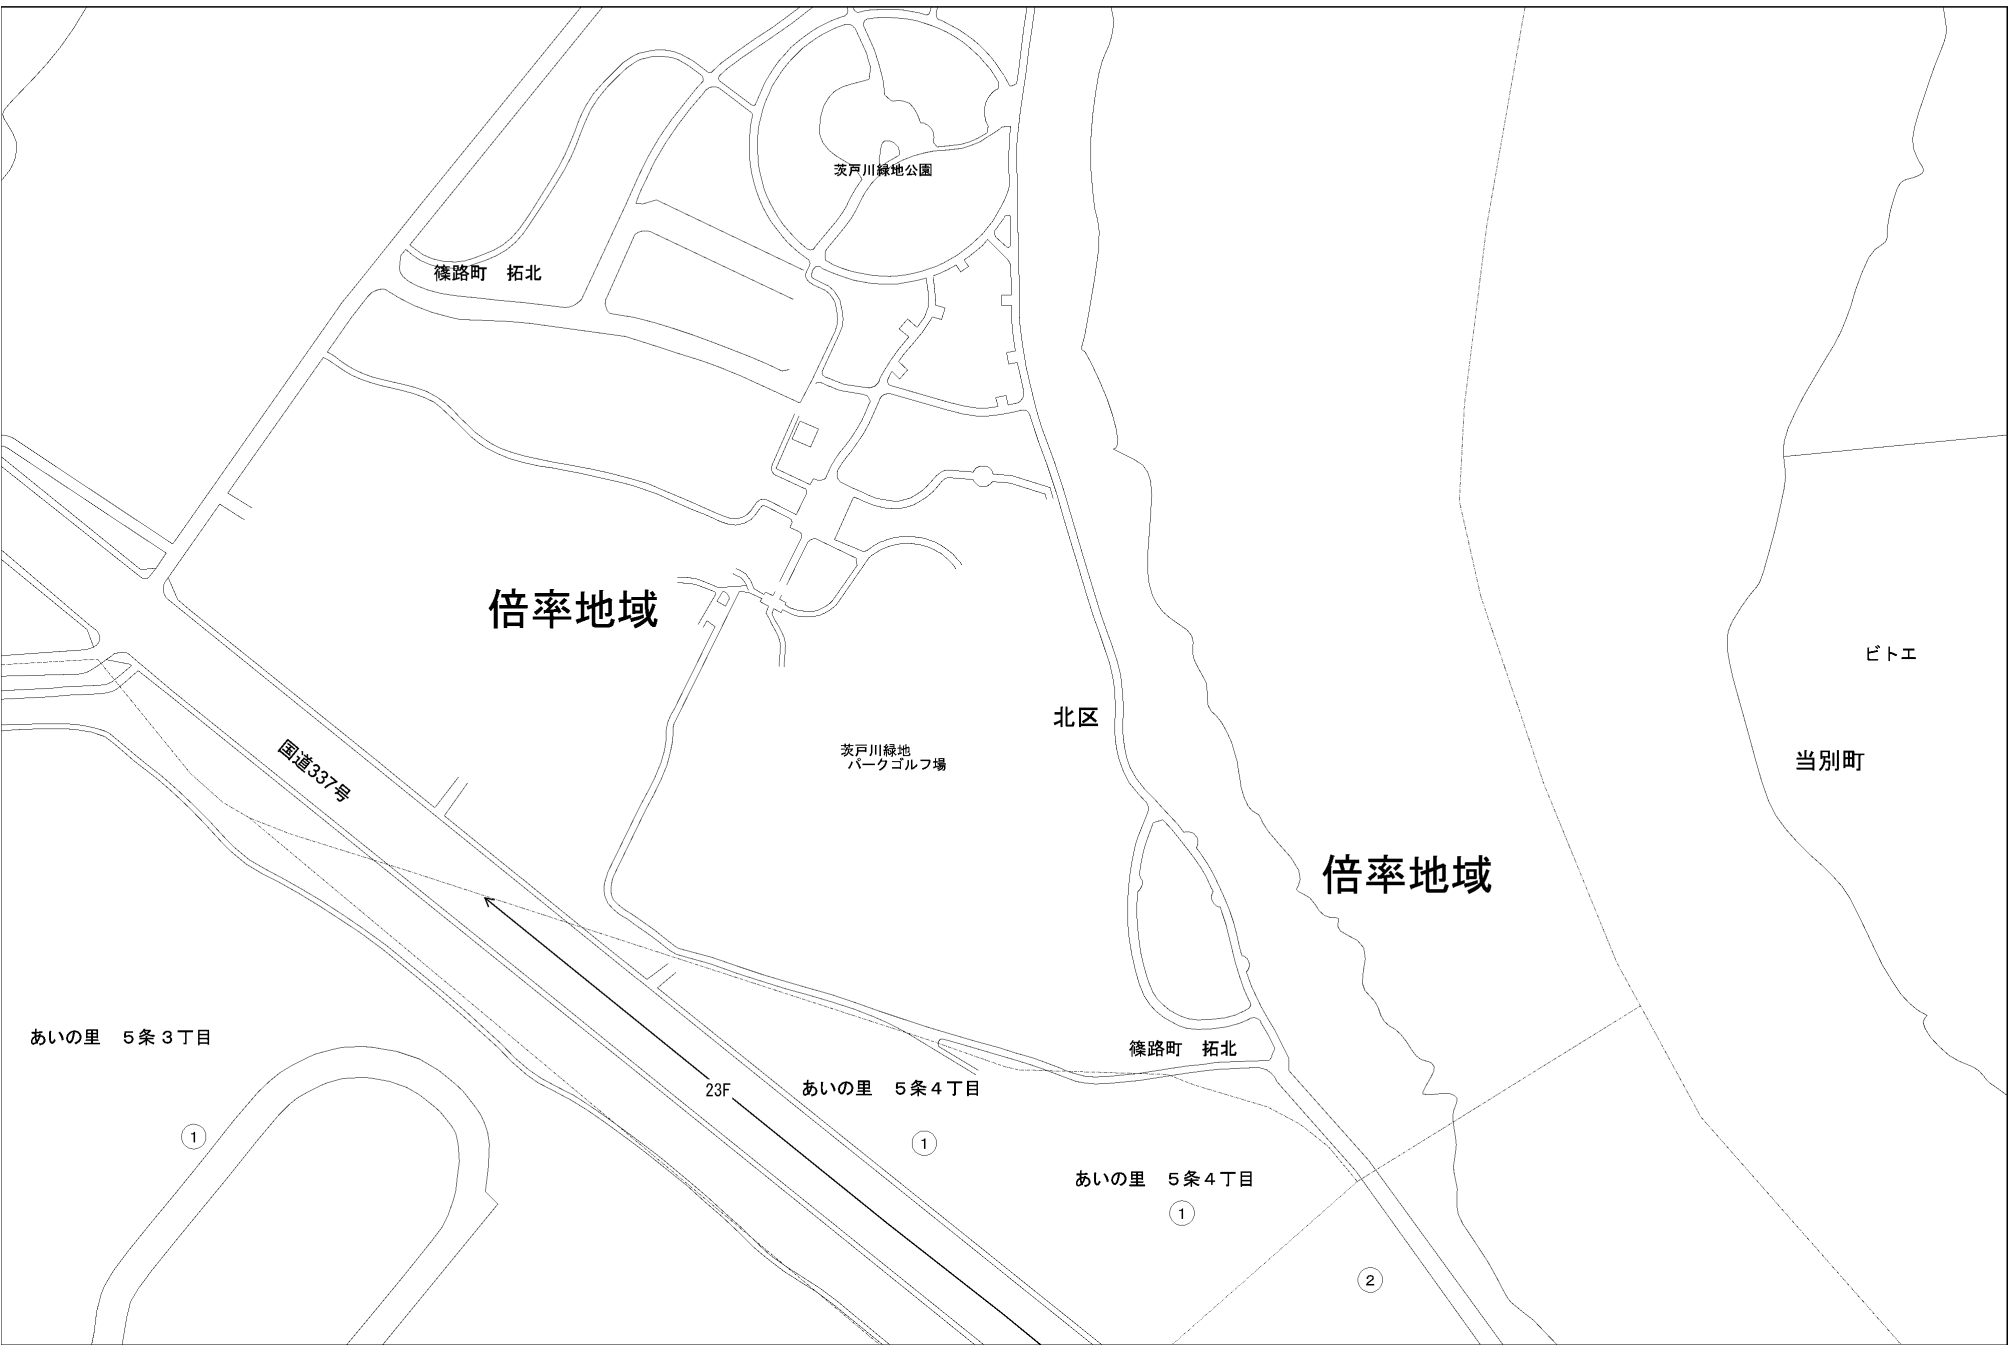 茨戸川緑地公園
篠路町　拓北
倍率地域
ビトエ
北区
茨戸川緑地
パークゴルフ場
国道337号
当別町
倍率地域
あいの里　５条３丁目
篠路町　拓北
23F
あいの里　５条４丁目
1
1
あいの里　５条４丁目
1
2